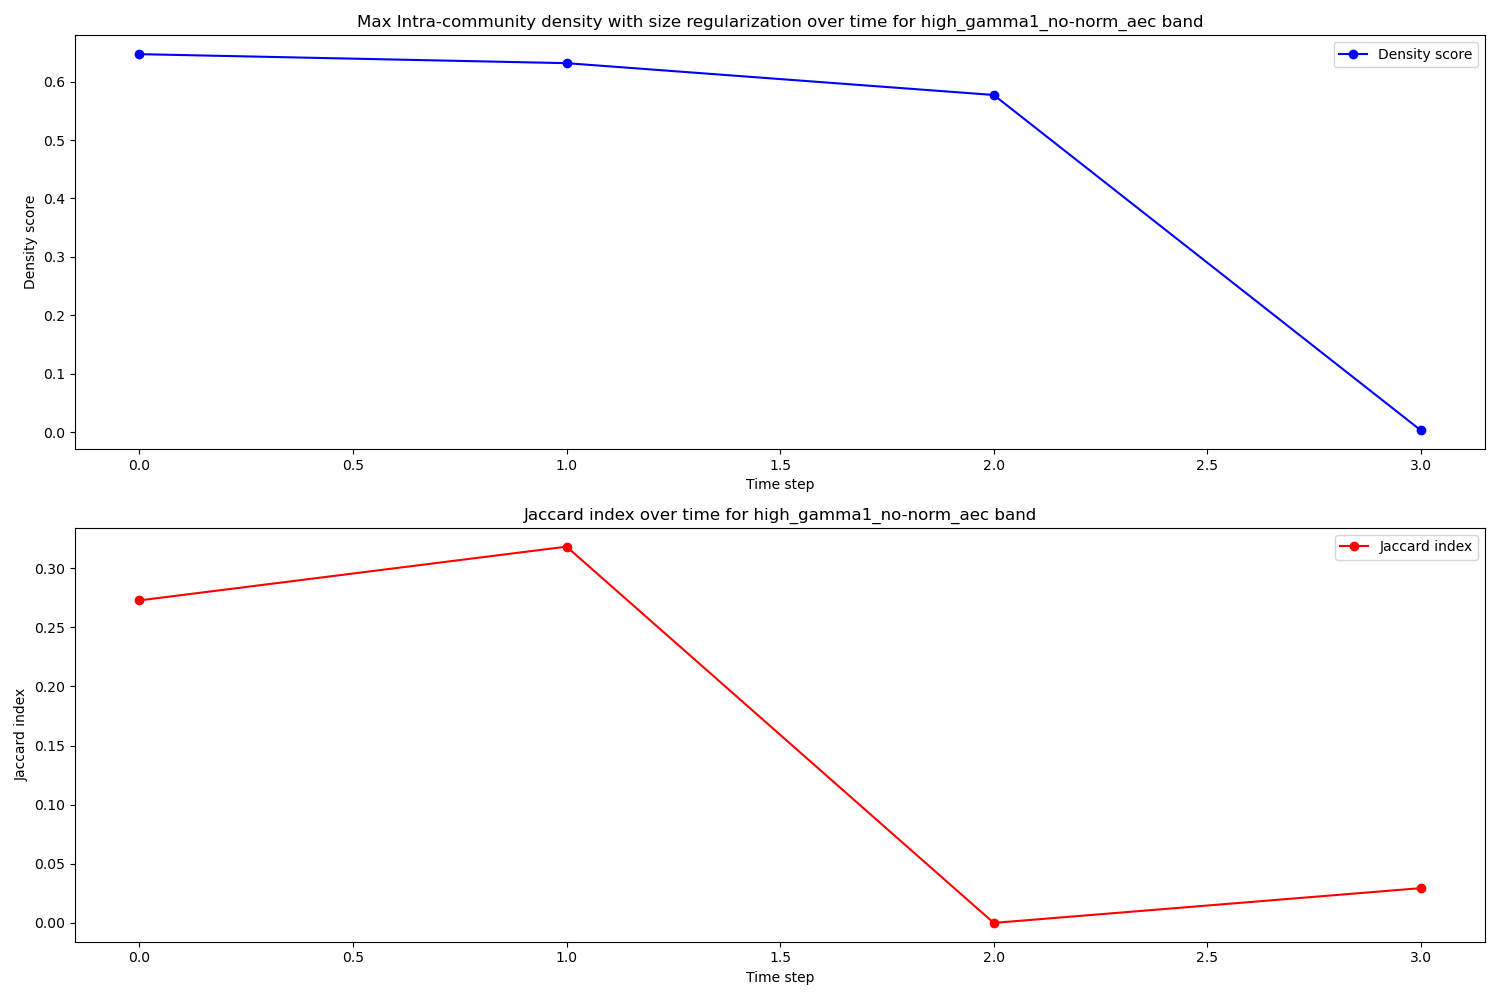 Max Intra-community density with size regularization over time for high_gamma1_no-norm_aec band
Density score
0.6
0.5
0.4
0.3
0.2
0.1
0.0
Density score
0.0 0.5 1.0 1.5 2.0 2.5 3.0
Time step
Jaccard index over time for high_gamma1_no-norm_aec band
Jaccard index
0.30
0.25
0.20
0.15
0.10
0.05
0.00
Jaccard index
0.0 0.5 1.0 1.5 2.0 2.5 3.0
Time step